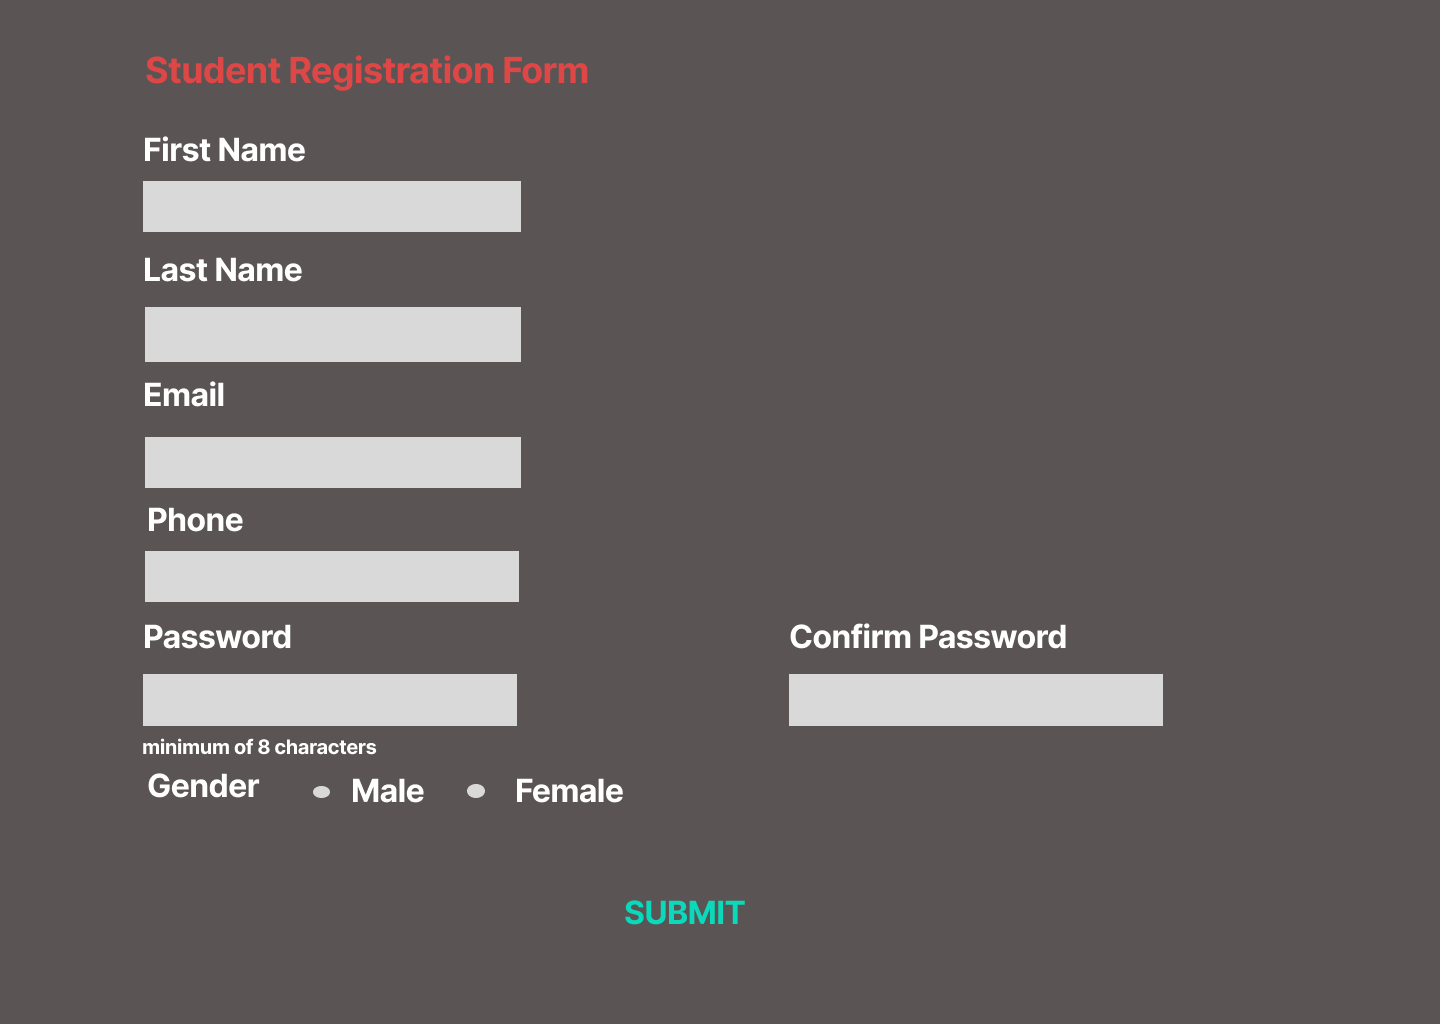 Student Registration Form
First Name
Last Name
Email
Phone
Password
Confirm Password
minimum of 8 characters
Gender Male Female
SUBMIT